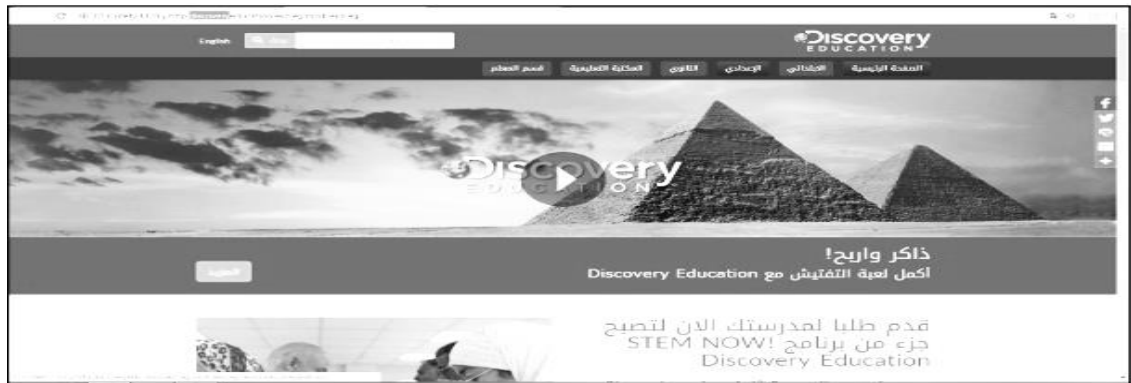 DISCOVERY
EDUCATION
English
الصفحة الرئيسية الابتدائي الإعدادي الثانوي المكتبة التعليمية قسم المعلم
DISCOVERY
EDUCATION
ذاكر واربح!
أكمل لعبة التفتيش مع Discovery Education
المزيد
قدم طلبا لمدرستك الان لتصبح
جزء من برنامج STEM NOW!
Discovery Education